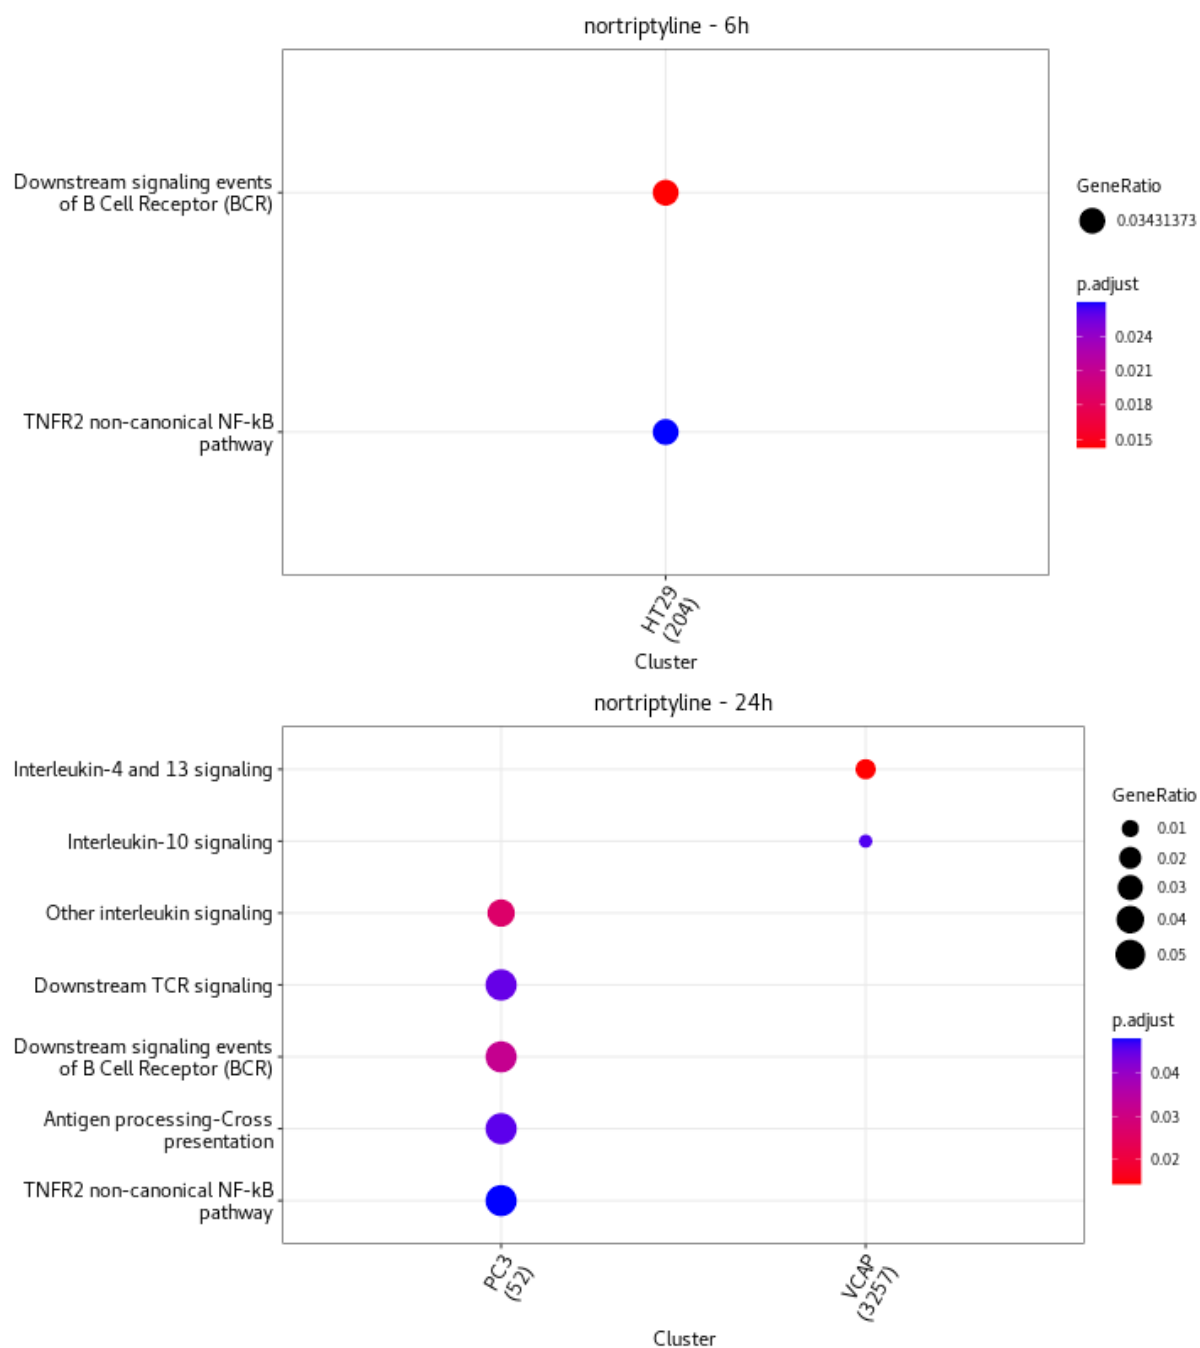 nortriptyline - 6h
Downstream signaling events
of B Cell Receptor (BCR)
TNFR2 non-canonical NF-kB
pathway
HT29
(204)
Cluster
GeneRatio
0.03431373
p.adjust
0.024
0.021
0.018
0.015
nortriptyline - 24h
Interleukin-4 and 13 signaling
Interleukin-10 signaling
Other interleukin signaling
Downstream TCR signaling
Downstream signaling events
of B Cell Receptor (BCR)
Antigen processing-Cross
presentation
TNFR2 non-canonical NF-kB
pathway
PC3
(52)
VCAP
(3257)
Cluster
GeneRatio
0.01
0.02
0.03
0.04
0.05
p.adjust
0.04
0.03
0.02